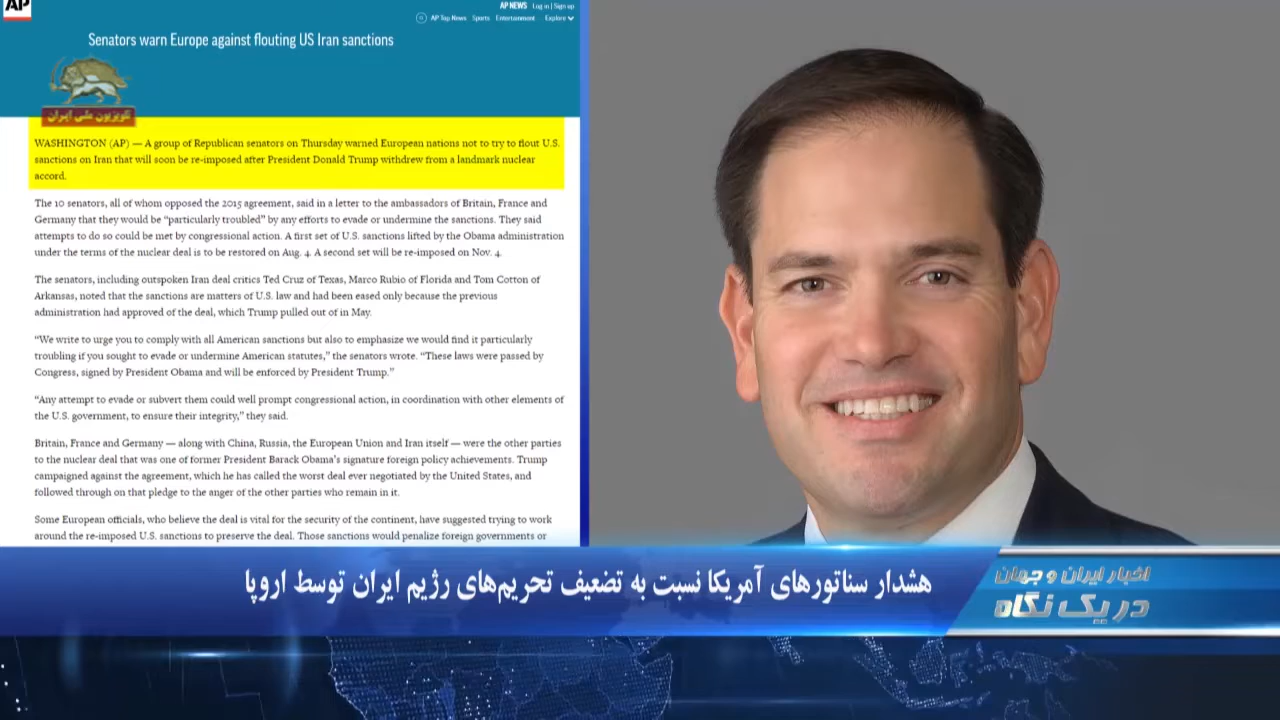 AP
AP NEWS Log in | Sign up
AP Top News Sports Entertainment Explore
Senators warn Europe against flouting US Iran sanctions
تلویزیون ملی ایران
WASHINGTON (AP) — A group of Republican senators on Thursday warned European nations not to try to flout U.S.
sanctions on Iran that will soon be re-imposed after President Donald Trump withdrew from a landmark nuclear
accord.
The 10 senators, all of whom opposed the 2015 agreement, said in a letter to the ambassadors of Britain, France and
Germany that they would be “particularly troubled” by any efforts to evade or undermine the sanctions. They said
attempts to do so could be met by congressional action. A first set of U.S. sanctions lifted by the Obama administration
under the terms of the nuclear deal is to be restored on Aug. 4. A second set will be re-imposed on Nov. 4.
The senators, including outspoken Iran deal critics Ted Cruz of Texas, Marco Rubio of Florida and Tom Cotton of
Arkansas, noted that the sanctions are matters of U.S. law and had been eased only because the previous
administration had approved of the deal, which Trump pulled out of in May.
“We write to urge you to comply with all American sanctions but also to emphasize we would find it particularly
troubling if you sought to evade or undermine American statutes,” the senators wrote. “These laws were passed by
Congress, signed by President Obama and will be enforced by President Trump.”
“Any attempt to evade or subvert them could well prompt congressional action, in coordination with other elements of
the U.S. government, to ensure their integrity,” they said.
Britain, France and Germany — along with China, Russia, the European Union and Iran itself — were the other parties
to the nuclear deal that was one of former President Barack Obama’s signature foreign policy achievements. Trump
campaigned against the agreement, which he has called the worst deal ever negotiated by the United States, and
followed through on that pledge to the anger of the other parties who remain in it.
Some European officials, who believe the deal is vital for the security of the continent, have suggested trying to work
around the re-imposed U.S. sanctions to preserve the deal. Those sanctions would penalize foreign governments or
هشدار سناتورهای آمریکا نسبت به تضعیف تحریم‌های رژیم ایران توسط اروپا
اخبار ایران و جهان
در یک نگاه